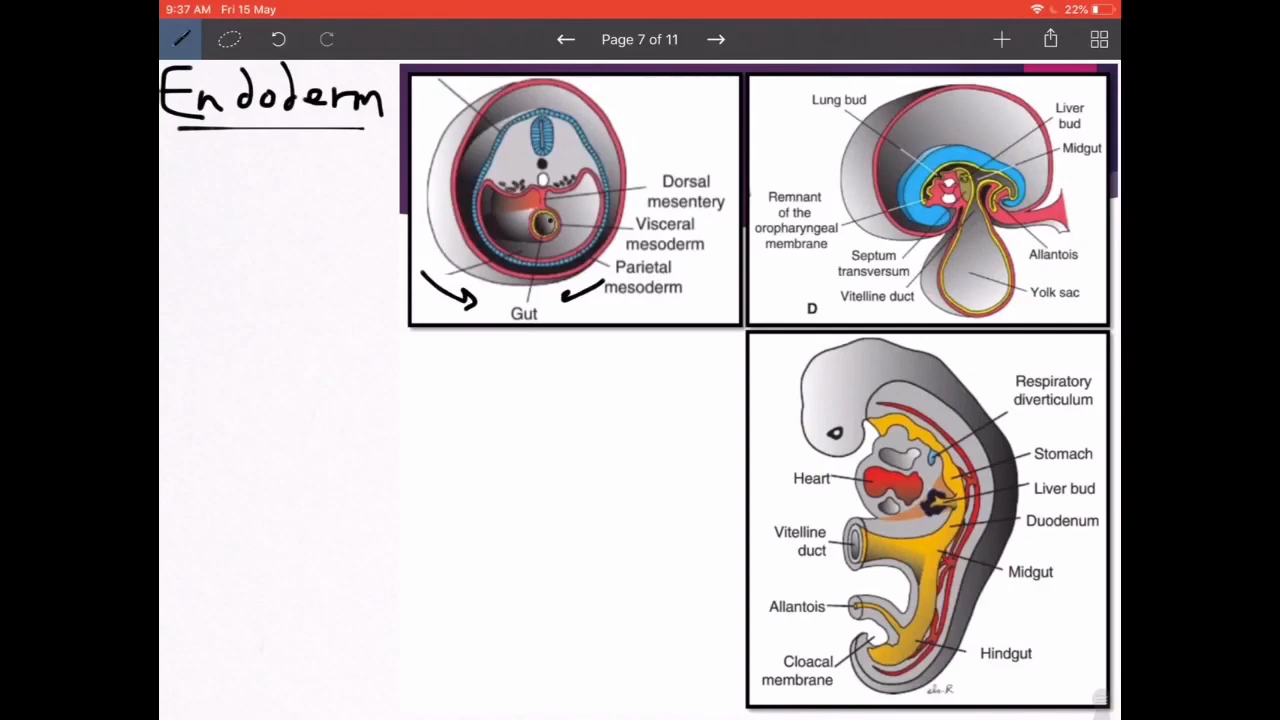 9:37 AM Fri 15 May
22%
Page 7 of 11
Endoderm
Dorsal
mesentery
Visceral
mesoderm
Parietal
mesoderm
Gut
Lung bud
Liver
bud
Midgut
Remnant
of the
oropharyngeal
membrane
Septum
transversum
Allantois
Vitelline duct
Yolk sac
D
Respiratory
diverticulum
Stomach
Heart
Liver bud
Duodenum
Vitelline
duct
Midgut
Allantois
Hindgut
Cloacal
membrane